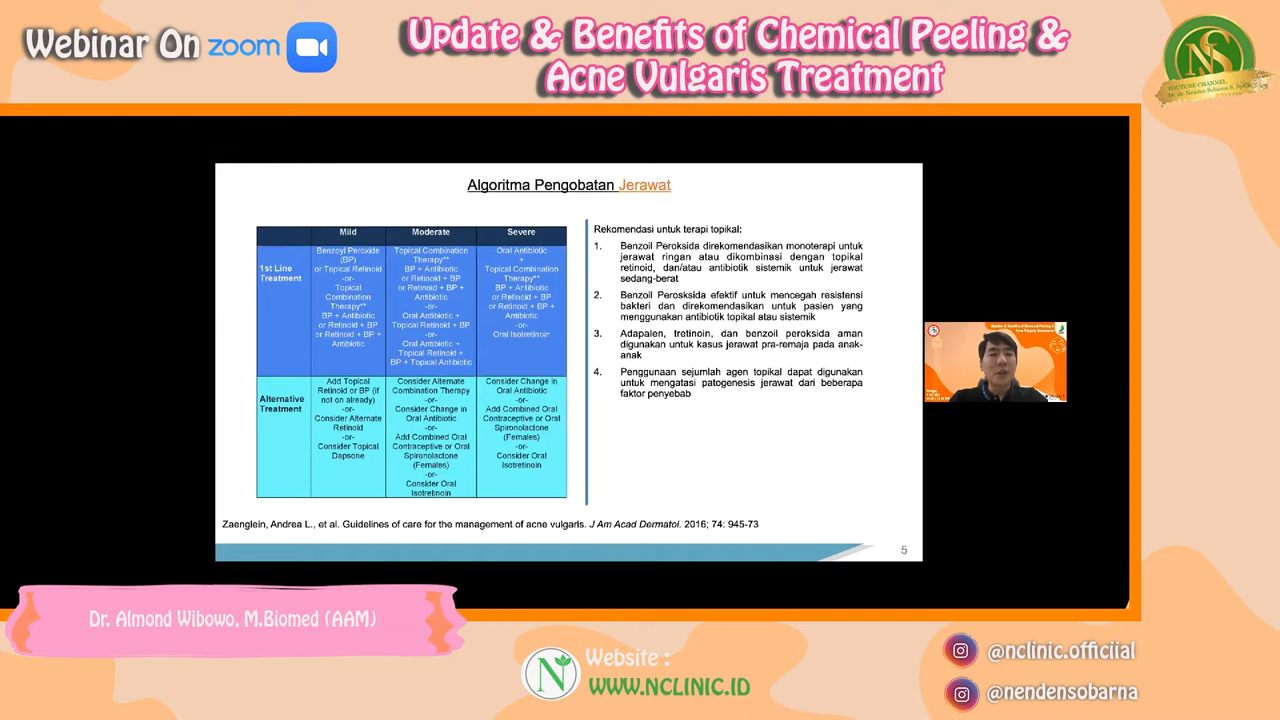 Webinar On zoom
Update & Benefits of Chemical Peeling &
Acne Vulgaris Treatment
NS
YOUTUBE CHANNEL
Algoritma Pengobatan Jerawat
Mild
Moderate
Severe
1st Line
Treatment
Benzoyl Peroxide
(BP)
or Topical Retinoid
-or-
Topical
Combination
Therapy**
BP + Antibiotic
or Retinoid + BP
or Retinoid + BP +
Antibiotic
Topical Combination
Therapy**
BP + Antibiotic
or Retinoid + BP
or Retinoid + BP +
Antibiotic
-or-
Oral Antibiotic +
Topical Retinoid + BP
-or-
Oral Antibiotic +
Topical Retinoid +
BP + Topical Antibiotic
Oral Antibiotic
+
Topical Combination
Therapy**
BP + Antibiotic
or Retinoid + BP
or Retinoid + BP +
Antibiotic
-or-
Oral Isotretinoin
Alternative
Treatment
Add Topical
Retinoid or BP (if
not on already)
-or-
Consider Alternate
Retinoid
-or-
Consider Topical
Dapsone
Consider Alternate
Combination Therapy
-or-
Consider Change in
Oral Antibiotic
-or-
Add Combined Oral
Contraceptive or Oral
Spironolactone
(Females)
-or-
Consider Oral
Isotretinoin
Consider Change in
Oral Antibiotic
-or-
Add Combined Oral
Contraceptive or Oral
Spironolactone
(Females)
-or-
Consider Oral
Isotretinoin
Rekomendasi untuk terapi topikal:
1. Benzoil Peroksida direkomendasikan monoterapi untuk
jerawat ringan atau dikombinasi dengan topikal
retinoid, dan/atau antibiotik sistemik untuk jerawat
sedang-berat
2. Benzoil Perosksida efektif untuk mencegah resistensi
bakteri dan direkomendasikan untuk pasien yang
menggunakan antibiotik topikal atau sistemik
3. Adapalen, tretinoin, dan benzoil peroksida aman
digunakan untuk kasus jerawat pra-remaja pada anak-
anak
4. Penggunaan sejumlah agen topikal dapat digunakan
untuk mengatasi patogenesis jerawat dari beberapa
faktor penyebab
Zaenglein, Andrea L., et al. Guidelines of care for the management of acne vulgaris. J Am Acad Dermatol. 2016; 74: 945-73
5
Dr. Almond Wibowo, M.Biomed (AAM)
N
Website :
WWW.NCLINIC.ID
@nclinic.officiial
@nendensobarna